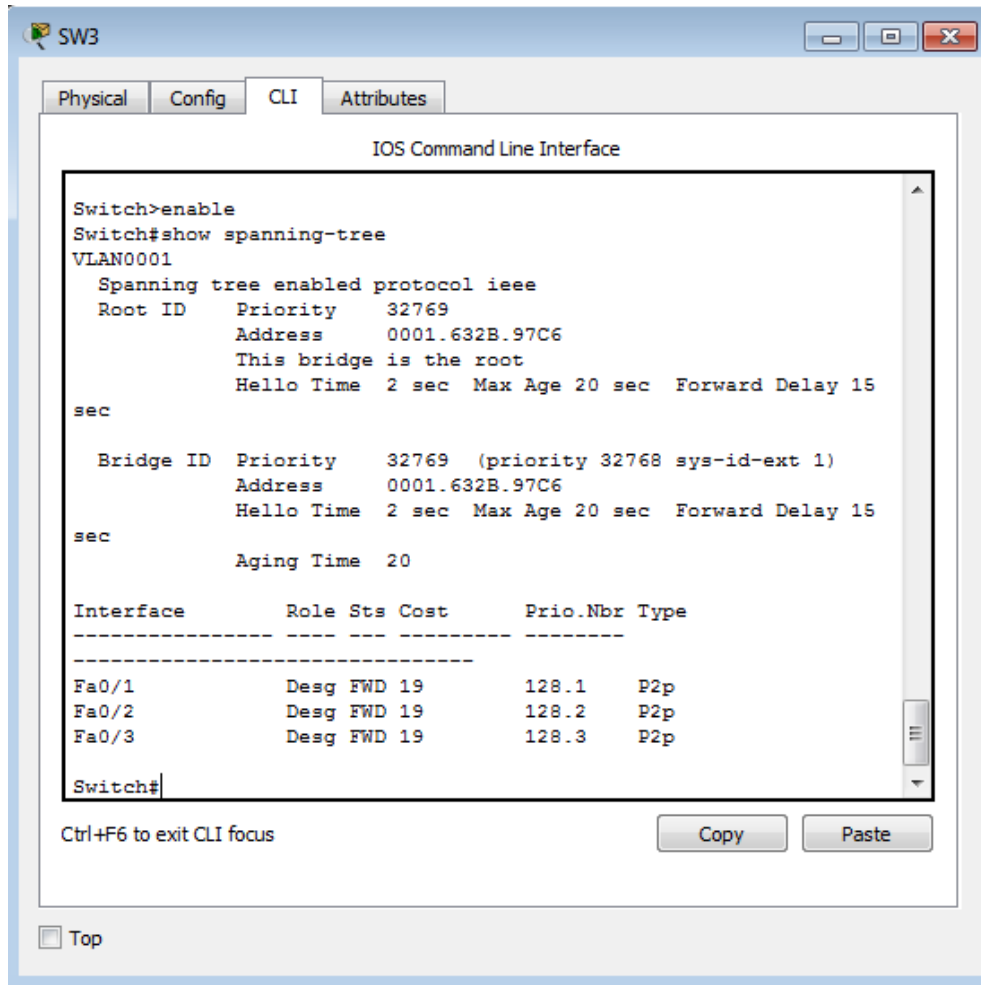 SW3
Physical Config CLI Attributes
IOS Command Line Interface
Switch>enable
Switch#show spanning-tree
VLAN0001
  Spanning tree enabled protocol ieee
  Root ID    Priority    32769
             Address     0001.632B.97C6
             This bridge is the root
             Hello Time  2 sec  Max Age 20 sec  Forward Delay 15
sec
  Bridge ID  Priority    32769  (priority 32768 sys-id-ext 1)
             Address     0001.632B.97C6
             Hello Time  2 sec  Max Age 20 sec  Forward Delay 15
sec
             Aging Time  20
Interface        Role Sts Cost      Prio.Nbr Type
---------------- ---- --- --------- --------
--------------------------------
Fa0/1            Desg FWD 19        128.1    P2p
Fa0/2            Desg FWD 19        128.2    P2p
Fa0/3            Desg FWD 19        128.3    P2p
Switch#
Ctrl+F6 to exit CLI focus Copy Paste
Top